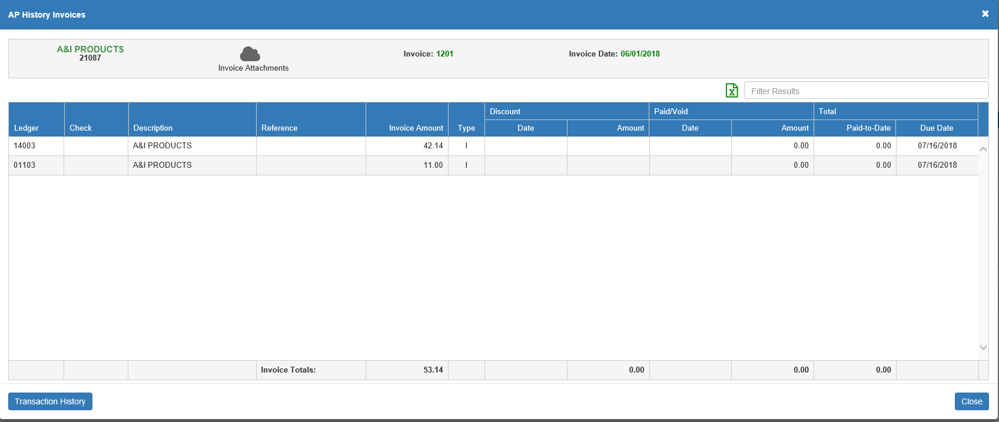 AP History Invoices
A&I PRODUCTS
21087
Invoice Attachments
Invoice: 1201
Invoice Date: 06/01/2018
Filter Results
Discount Paid/Void Total
Ledger Check Description Reference Invoice Amount Type Date Amount Date Amount Paid-to-Date Due Date
14003 A&I PRODUCTS 42.14 I 0.00 0.00 07/16/2018
01103 A&I PRODUCTS 11.00 I 0.00 0.00 07/16/2018
Invoice Totals: 53.14 0.00 0.00 0.00
Transaction History Close